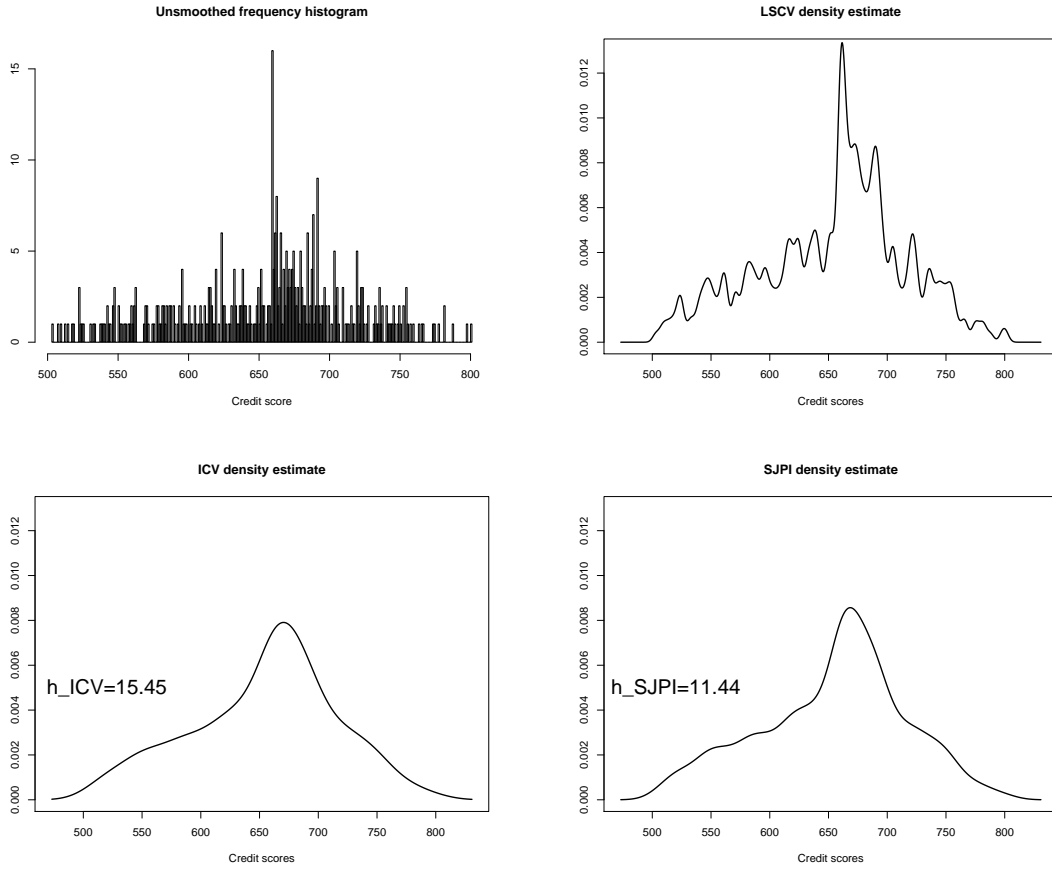 Unsmoothed frequency histogram
15
10
5
0
500 550 600 650 700 750 800
Credit score
LSCV density estimate
0.012
0.010
0.008
0.006
0.004
0.002
0.000
500 550 600 650 700 750 800
Credit scores
ICV density estimate
0.012
0.010
0.008
0.006
0.004
0.002
0.000
h_ICV=15.45
500 550 600 650 700 750 800
Credit scores
SJPI density estimate
0.012
0.010
0.008
0.006
0.004
0.002
0.000
h_SJPI=11.44
500 550 600 650 700 750 800
Credit scores